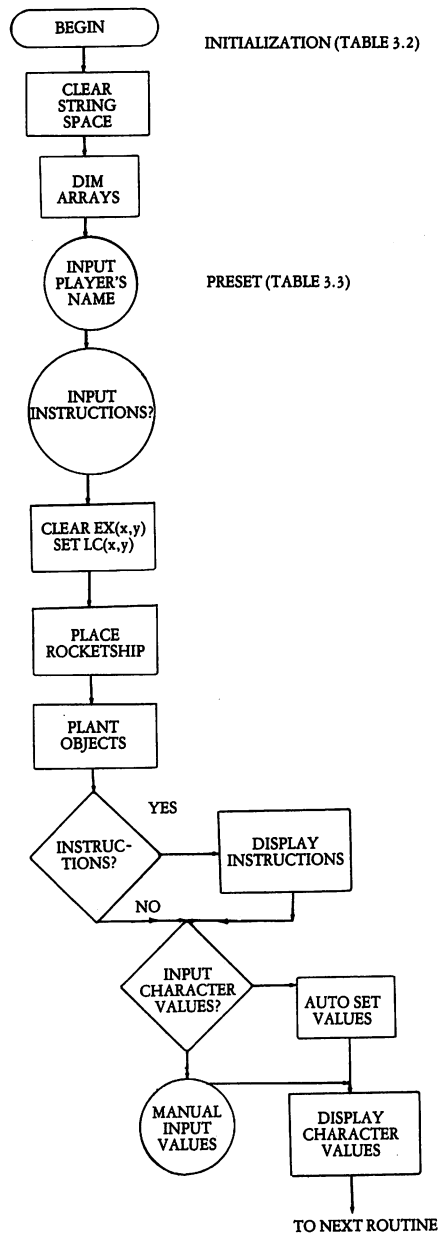 BEGIN
INITIALIZATION (TABLE 3.2)
CLEAR
STRING
SPACE
DIM
ARRAYS
INPUT
PLAYER'S
NAME
PRESET (TABLE 3.3)
INPUT
INSTRUCTIONS?
CLEAR EX(x,y)
SET LC(x,y)
PLACE
ROCKETSHIP
PLANT
OBJECTS
YES
INSTRUC-
TIONS?
DISPLAY
INSTRUCTIONS
NO
INPUT
CHARACTER
VALUES?
AUTO SET
VALUES
MANUAL
INPUT
VALUES
DISPLAY
CHARACTER
VALUES
TO NEXT ROUTINE